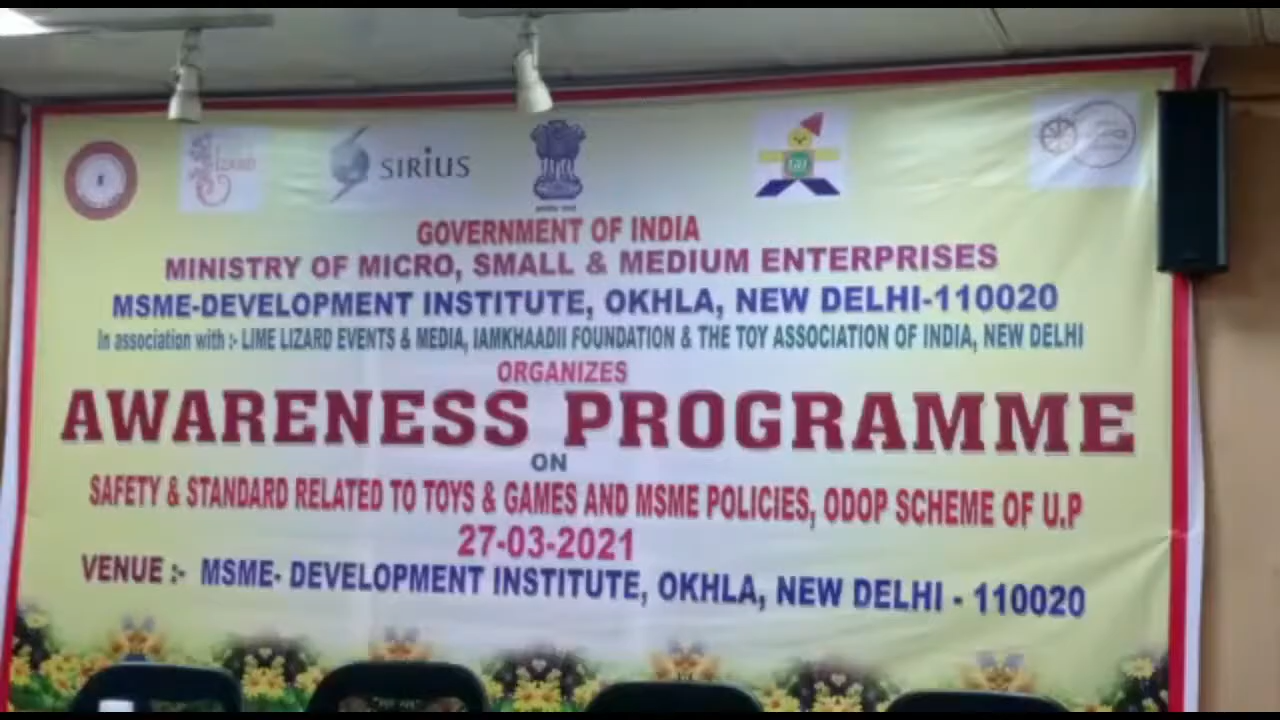 IZARD
SIRIUS
GOVERNMENT OF INDIA
MINISTRY OF MICRO, SMALL & MEDIUM ENTERPRISES
MSME-DEVELOPMENT INSTITUTE, OKHLA, NEW DELHI-110020
In association with :- LIME LIZARD EVENTS & MEDIA, IAMKHAADII FOUNDATION & THE TOY ASSOCIATION OF INDIA, NEW DELHI
ORGANIZES
AWARENESS PROGRAMME
ON
SAFETY & STANDARD RELATED TO TOYS & GAMES AND MSME POLICIES, ODOP SCHEME OF U.P
27-03-2021
VENUE :- MSME- DEVELOPMENT INSTITUTE, OKHLA, NEW DELHI - 110020